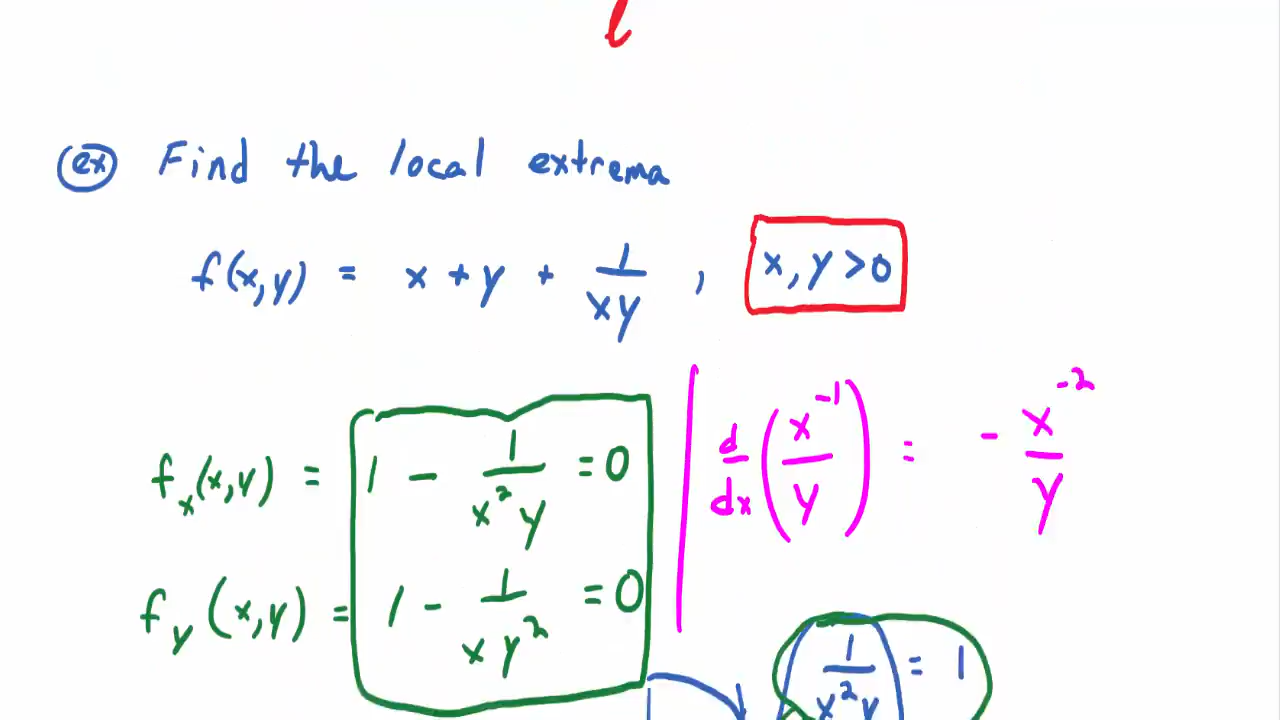 l
ex Find the local extrema
f(x,y) = x + y + 1/xy , x, y > 0
fx(x,y) = 1 - 1/x²y = 0
d/dx (x⁻¹/y) = - x⁻²/y
fy(x,y) = 1 - 1/xy² = 0
1/x²y = 1